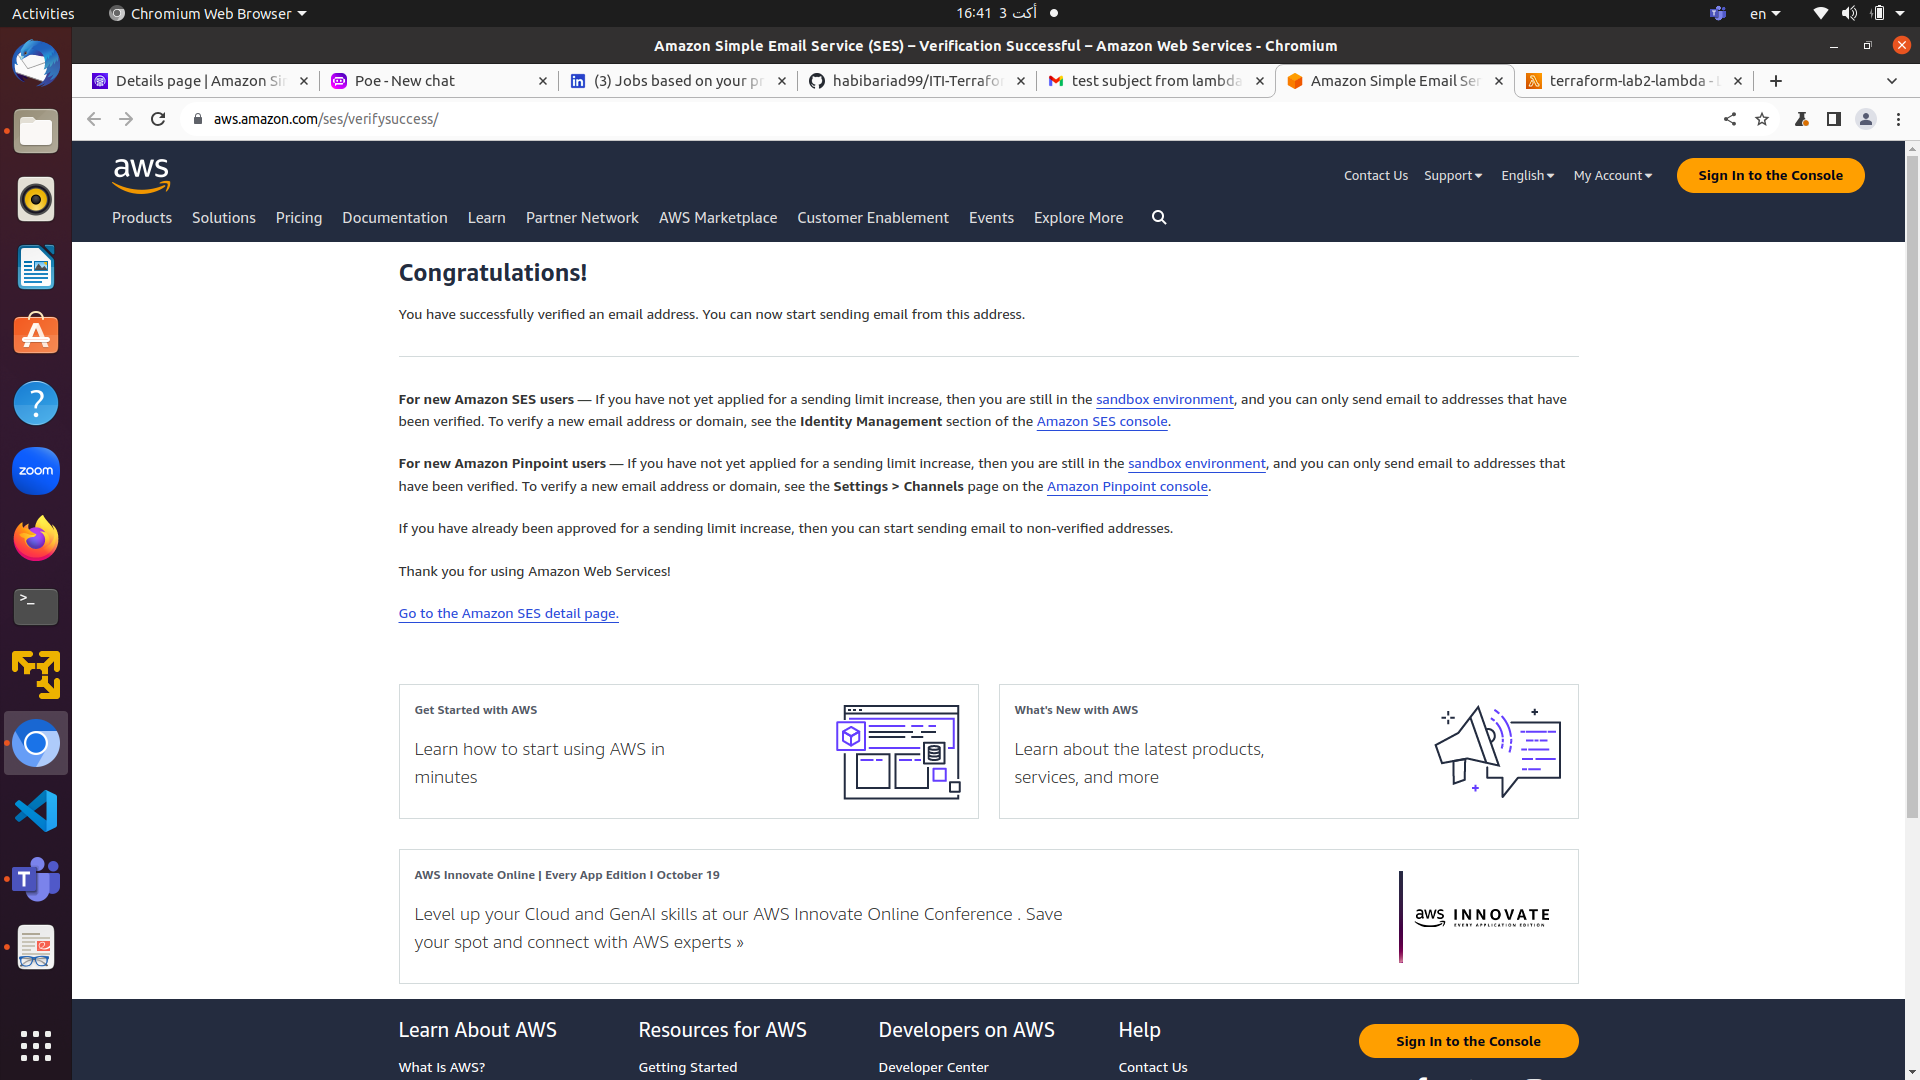 Activities
Chromium Web Browser
16:41 3 أكت
en
Amazon Simple Email Service (SES) – Verification Successful – Amazon Web Services - Chromium
Details page | Amazon Sim
Poe - New chat
(3) Jobs based on your pr
habibariad99/ITI-Terrafor
test subject from lambda
Amazon Simple Email Ser
terraform-lab2-lambda - L
aws.amazon.com/ses/verifysuccess/
aws
Contact Us
Support
English
My Account
Sign In to the Console
Products
Solutions
Pricing
Documentation
Learn
Partner Network
AWS Marketplace
Customer Enablement
Events
Explore More
Congratulations!
You have successfully verified an email address. You can now start sending email from this address.
For new Amazon SES users — If you have not yet applied for a sending limit increase, then you are still in the sandbox environment, and you can only send email to addresses that have
been verified. To verify a new email address or domain, see the Identity Management section of the Amazon SES console.
For new Amazon Pinpoint users — If you have not yet applied for a sending limit increase, then you are still in the sandbox environment, and you can only send email to addresses that
have been verified. To verify a new email address or domain, see the Settings > Channels page on the Amazon Pinpoint console.
If you have already been approved for a sending limit increase, then you can start sending email to non-verified addresses.
Thank you for using Amazon Web Services!
Go to the Amazon SES detail page.
Get Started with AWS
Learn how to start using AWS in
minutes
What's New with AWS
Learn about the latest products,
services, and more
AWS Innovate Online | Every App Edition I October 19
Level up your Cloud and GenAI skills at our AWS Innovate Online Conference . Save
your spot and connect with AWS experts »
aws INNOVATE
EVERY APPLICATION EDITION
Learn About AWS
Resources for AWS
Developers on AWS
Help
Sign In to the Console
What Is AWS?
Getting Started
Developer Center
Contact Us
zoom